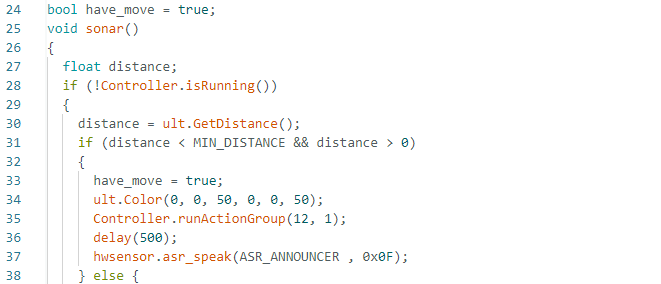 24 bool have_move = true;
25 void sonar()
26 {
27 float distance;
28 if (!Controller.isRunning())
29 {
30 distance = ult.GetDistance();
31 if (distance < MIN_DISTANCE && distance > 0)
32 {
33 have_move = true;
34 ult.Color(0, 0, 50, 0, 0, 50);
35 Controller.runActionGroup(12, 1);
36 delay(500);
37 hwsensor.asr_speak(ASR_ANNOUNCER , 0x0F);
38 } else {